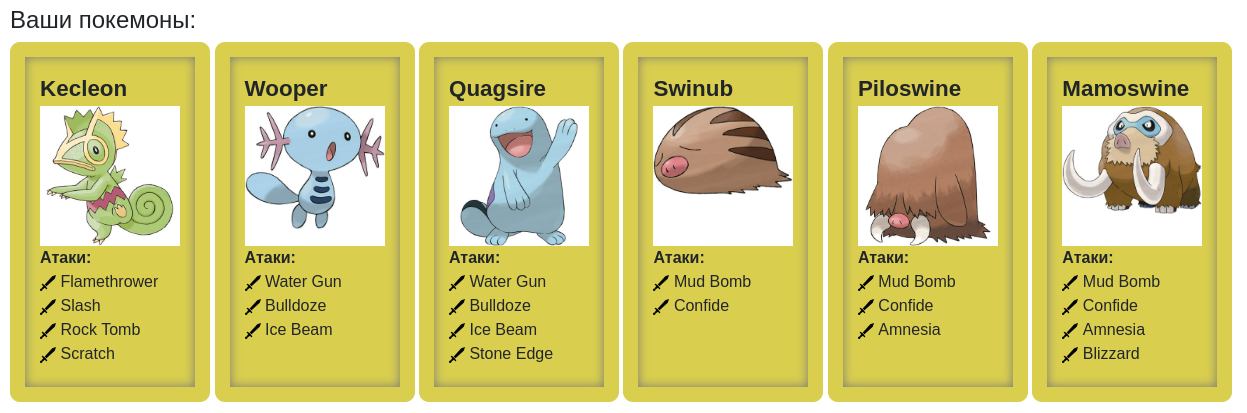 Ваши покемоны:
Kecleon
Атаки:
Flamethrower
Slash
Rock Tomb
Scratch
Wooper
Атаки:
Water Gun
Bulldoze
Ice Beam
Quagsire
Атаки:
Water Gun
Bulldoze
Ice Beam
Stone Edge
Swinub
Атаки:
Mud Bomb
Confide
Piloswine
Атаки:
Mud Bomb
Confide
Amnesia
Mamoswine
Атаки:
Mud Bomb
Confide
Amnesia
Blizzard